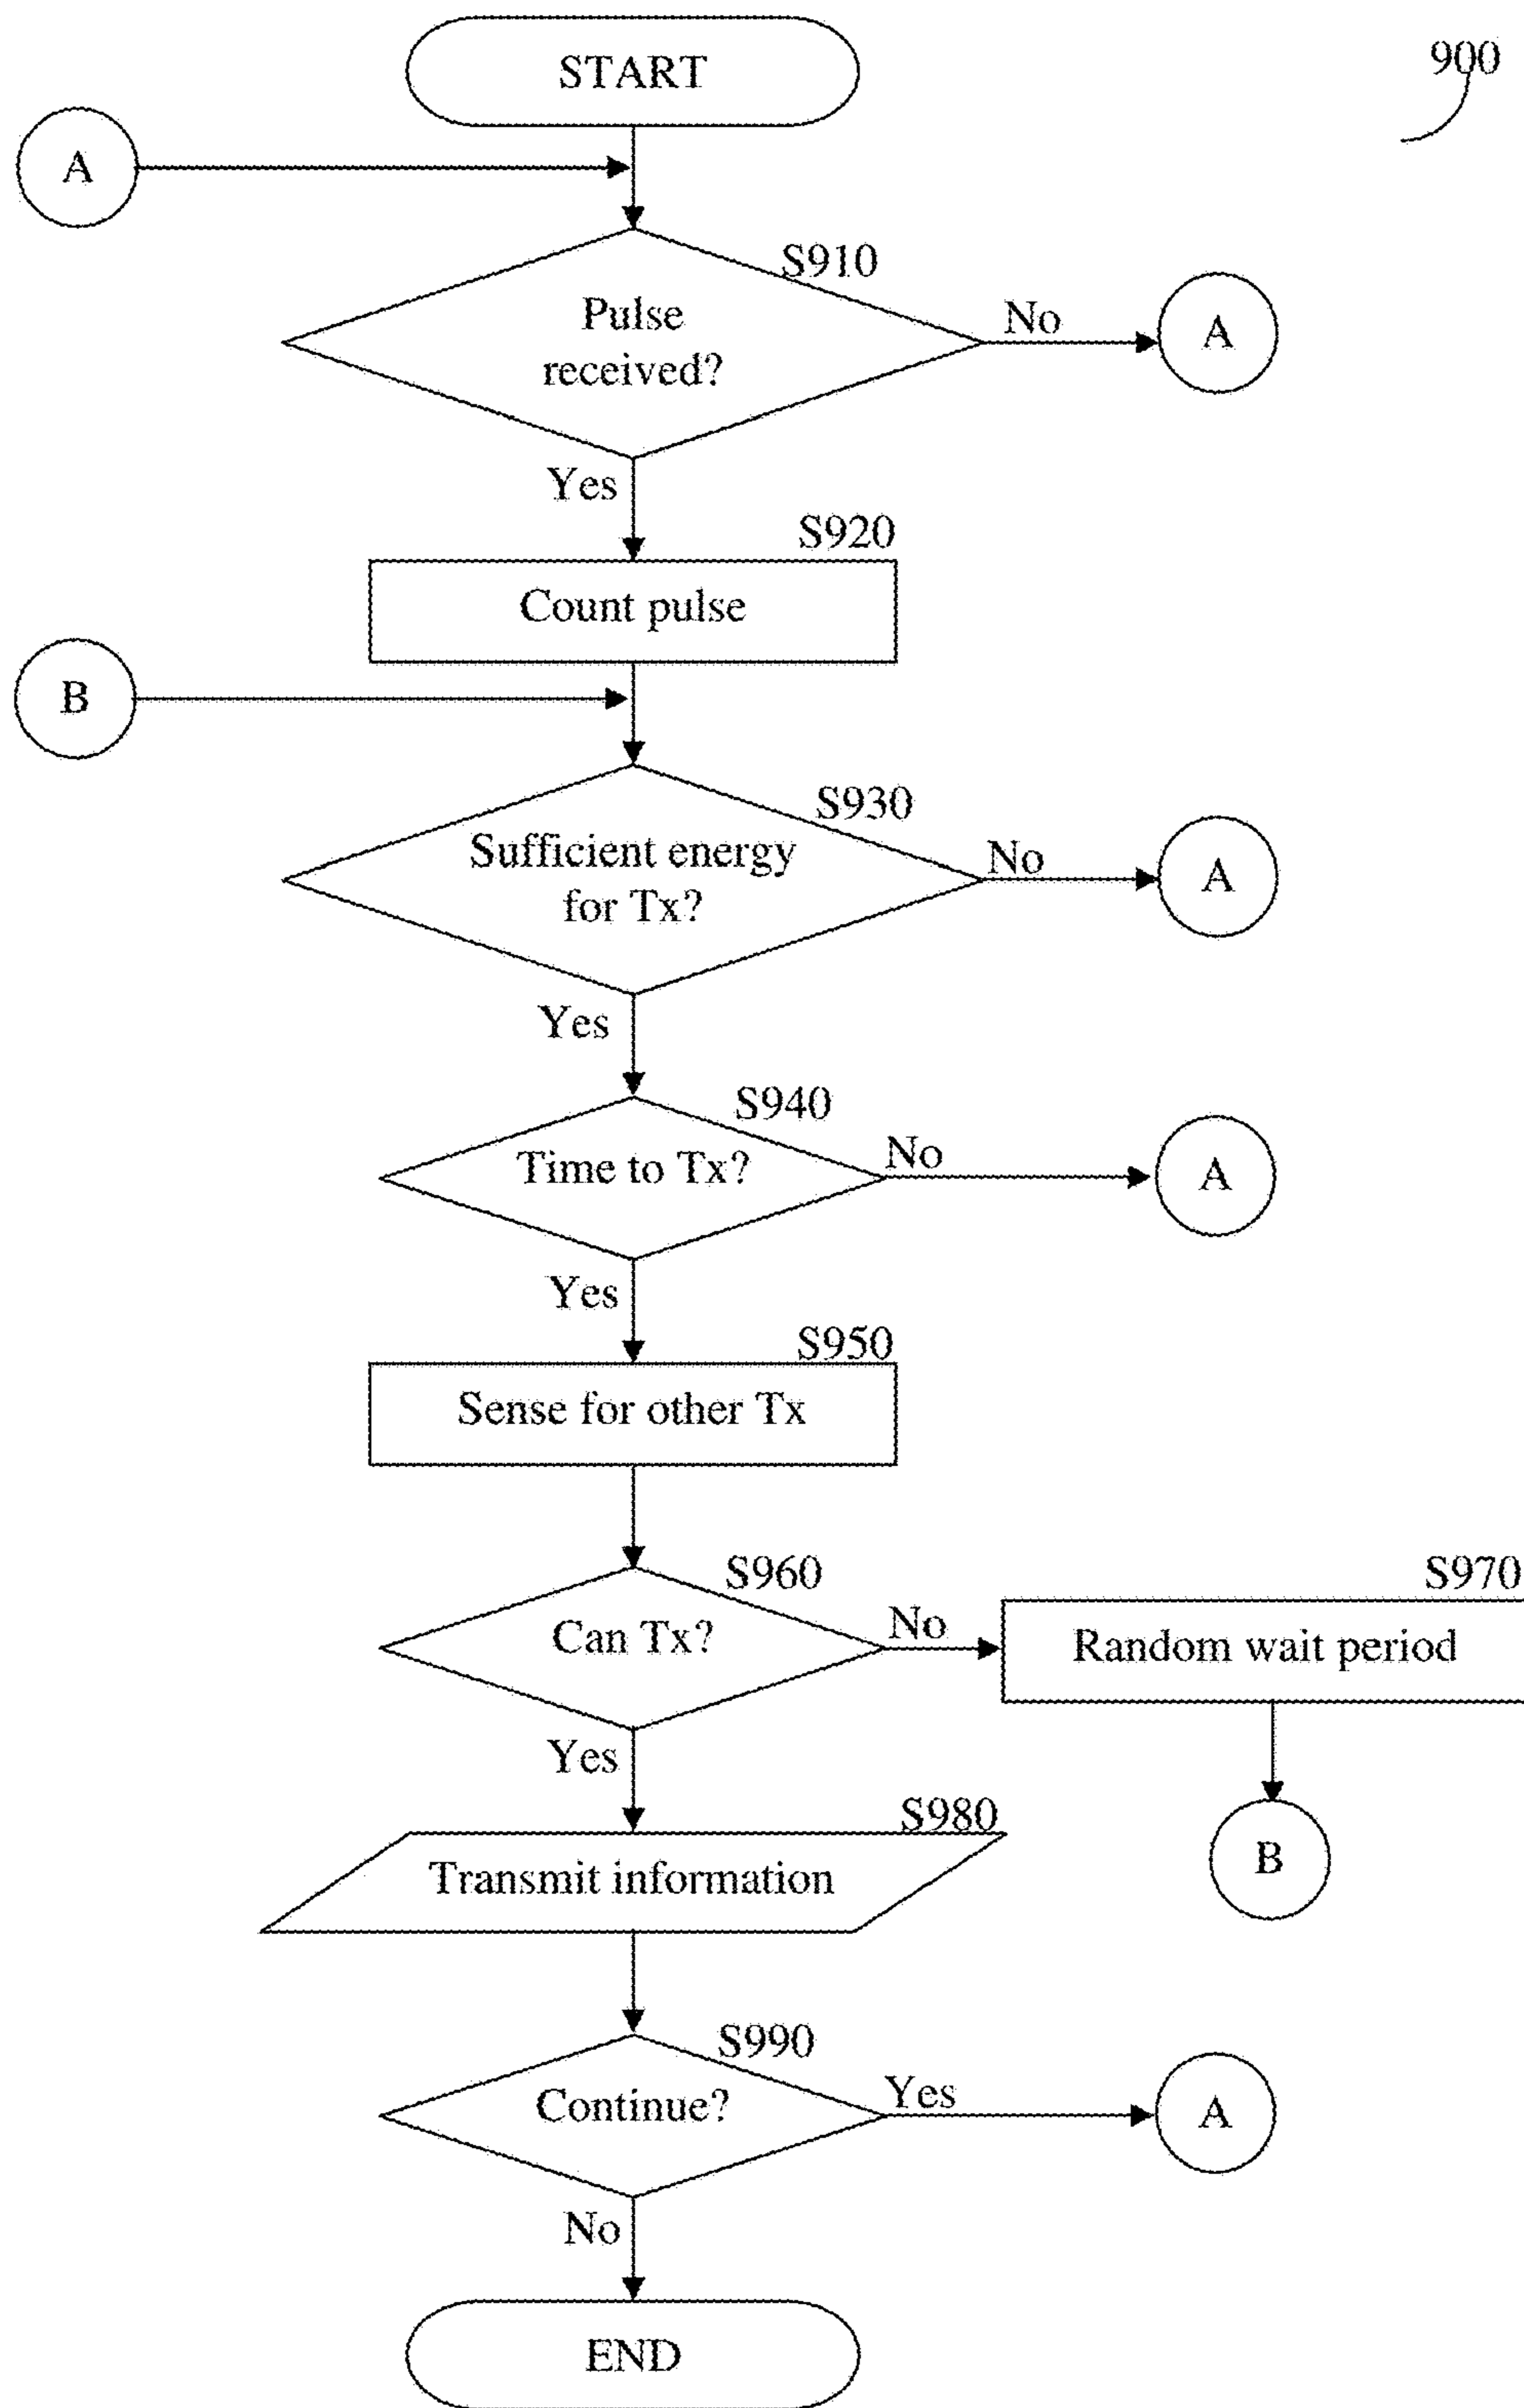 START
900
A
S910
Pulse
received?
No
A
Yes
S920
Count pulse
B
S930
Sufficient energy
for Tx?
No
A
Yes
S940
Time to Tx?
No
A
Yes
S950
Sense for other Tx
S960
Can Tx?
No
S970
Random wait period
Yes
B
S980
Transmit information
S990
Continue?
Yes
A
No
END